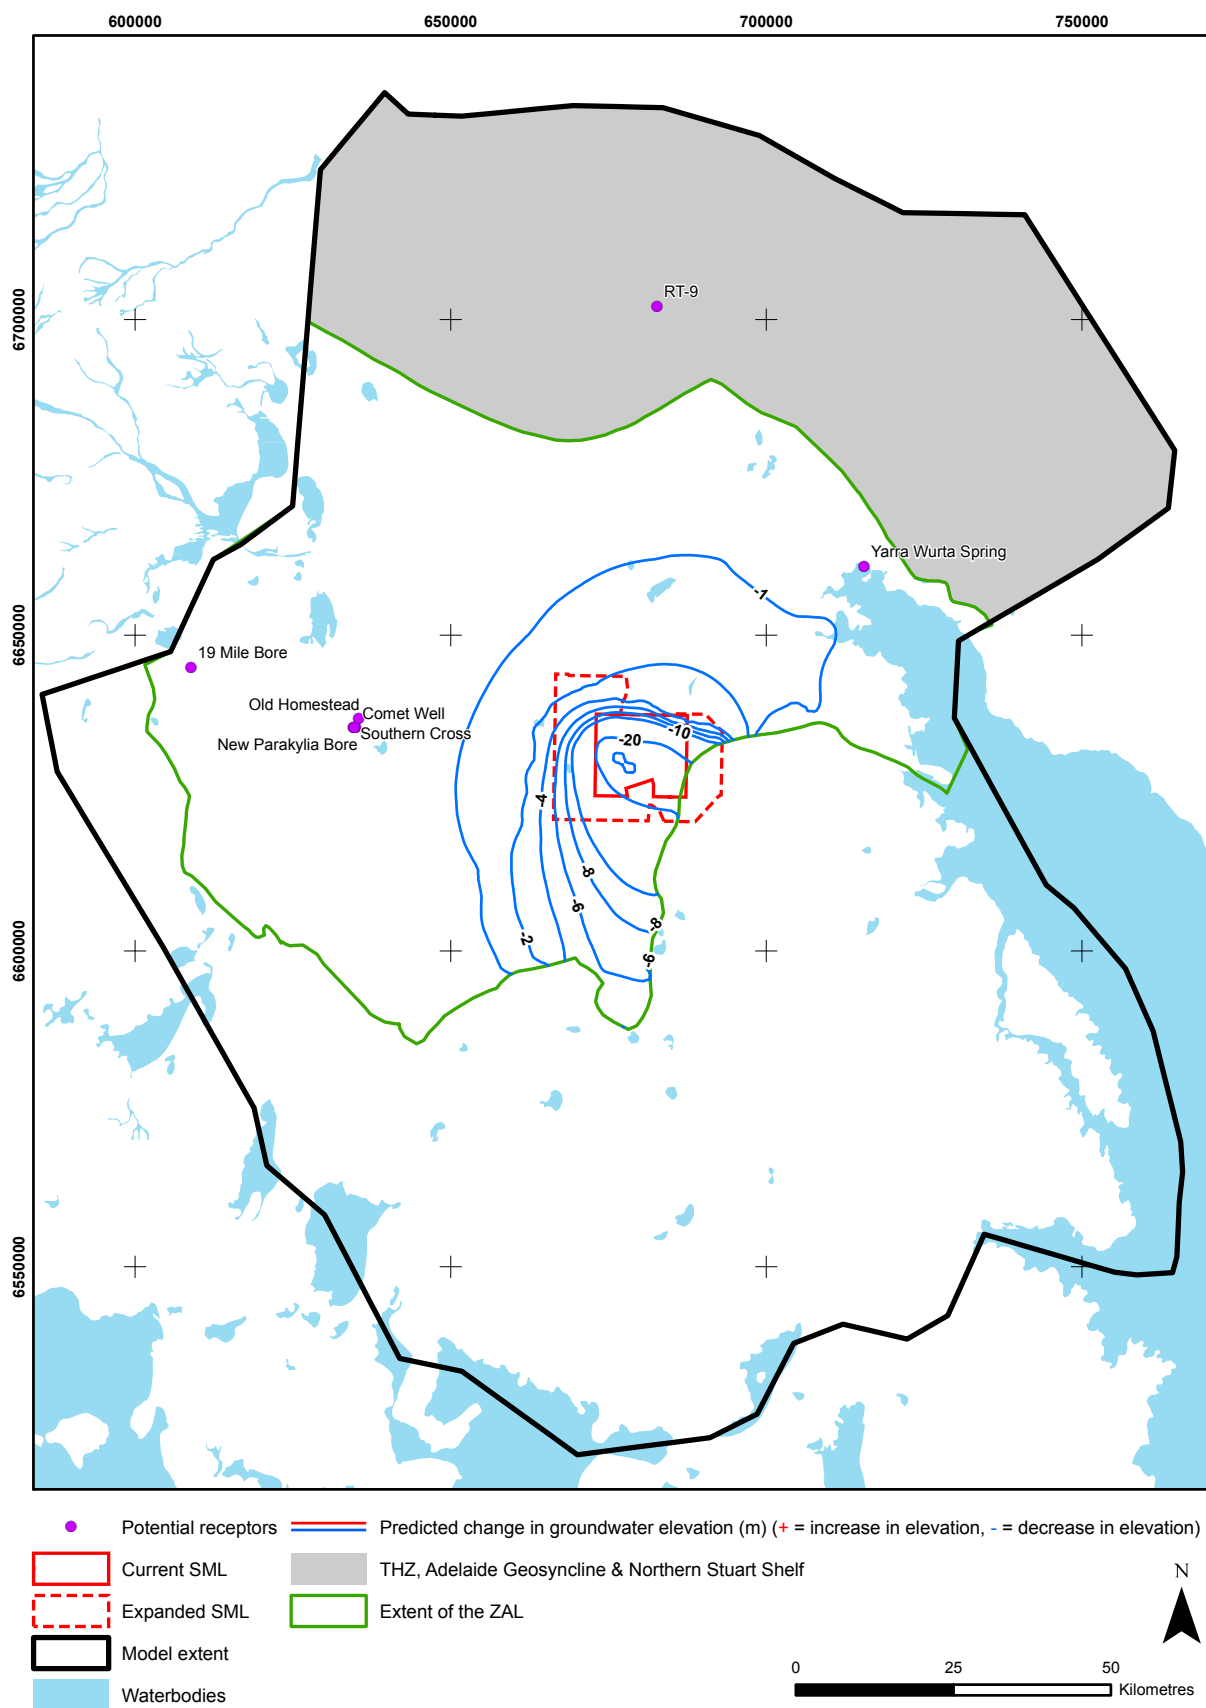 600000 650000 700000 750000
6700000
RT-9
Yarra Wurta Spring
-1
6650000
19 Mile Bore
Old Homestead
Comet Well
Southern Cross
New Parakylia Bore
-10
-20
-4
-8
-6
-8
-2
-6
6600000
6550000
Potential receptors
Predicted change in groundwater elevation (m) (+ = increase in elevation, - = decrease in elevation)
Current SML
THZ, Adelaide Geosyncline & Northern Stuart Shelf
Expanded SML
Extent of the ZAL
Model extent
Waterbodies
N
0 25 50
Kilometres